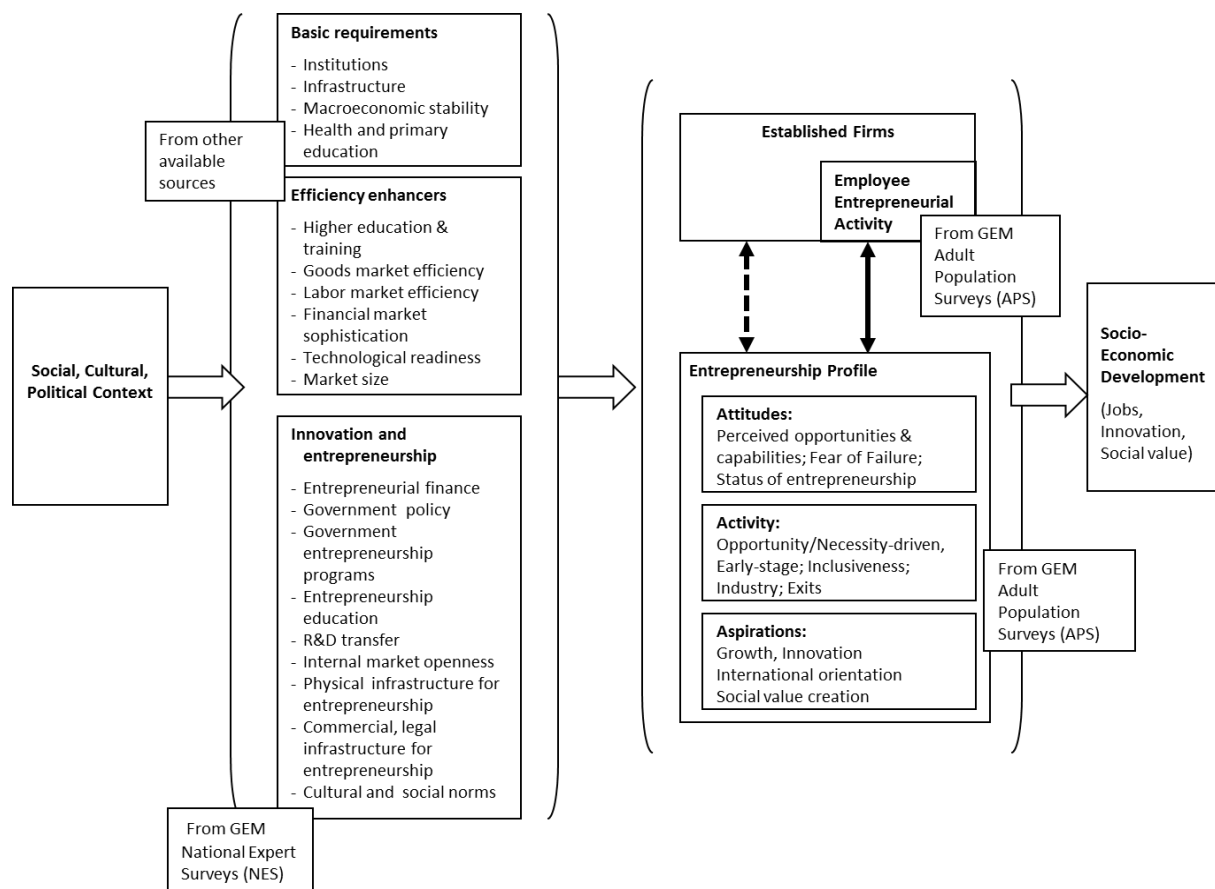 Social, Cultural,
Political Context
From other
available
sources
Basic requirements
- Institutions
- Infrastructure
- Macroeconomic stability
- Health and primary
education
Efficiency enhancers
- Higher education &
training
- Goods market efficiency
- Labor market efficiency
- Financial market
sophistication
- Technological readiness
- Market size
Innovation and
entrepreneurship
- Entrepreneurial finance
- Government policy
- Government
entrepreneurship
programs
- Entrepreneurship
education
- R&D transfer
- Internal market openness
- Physical infrastructure for
entrepreneurship
- Commercial, legal
infrastructure for
entrepreneurship
- Cultural and social norms
From GEM
National Expert
Surveys (NES)
Established Firms
Employee
Entrepreneurial
Activity
From GEM
Adult
Population
Surveys (APS)
Entrepreneurship Profile
Attitudes:
Perceived opportunities &
capabilities; Fear of Failure;
Status of entrepreneurship
Activity:
Opportunity/Necessity-driven,
Early-stage; Inclusiveness;
Industry; Exits
Aspirations:
Growth, Innovation
International orientation
Social value creation
From GEM
Adult
Population
Surveys (APS)
Socio-
Economic
Development
(Jobs,
Innovation,
Social value)